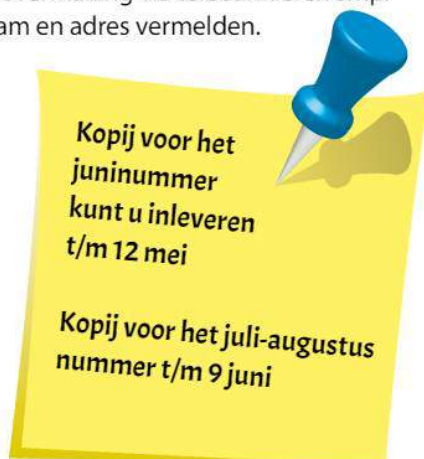 am en adres vermelden.
Kopij voor het
juninummer
kunt u inleveren
t/m 12 mei
Kopij voor het juli-augustus
nummer t/m 9 juni